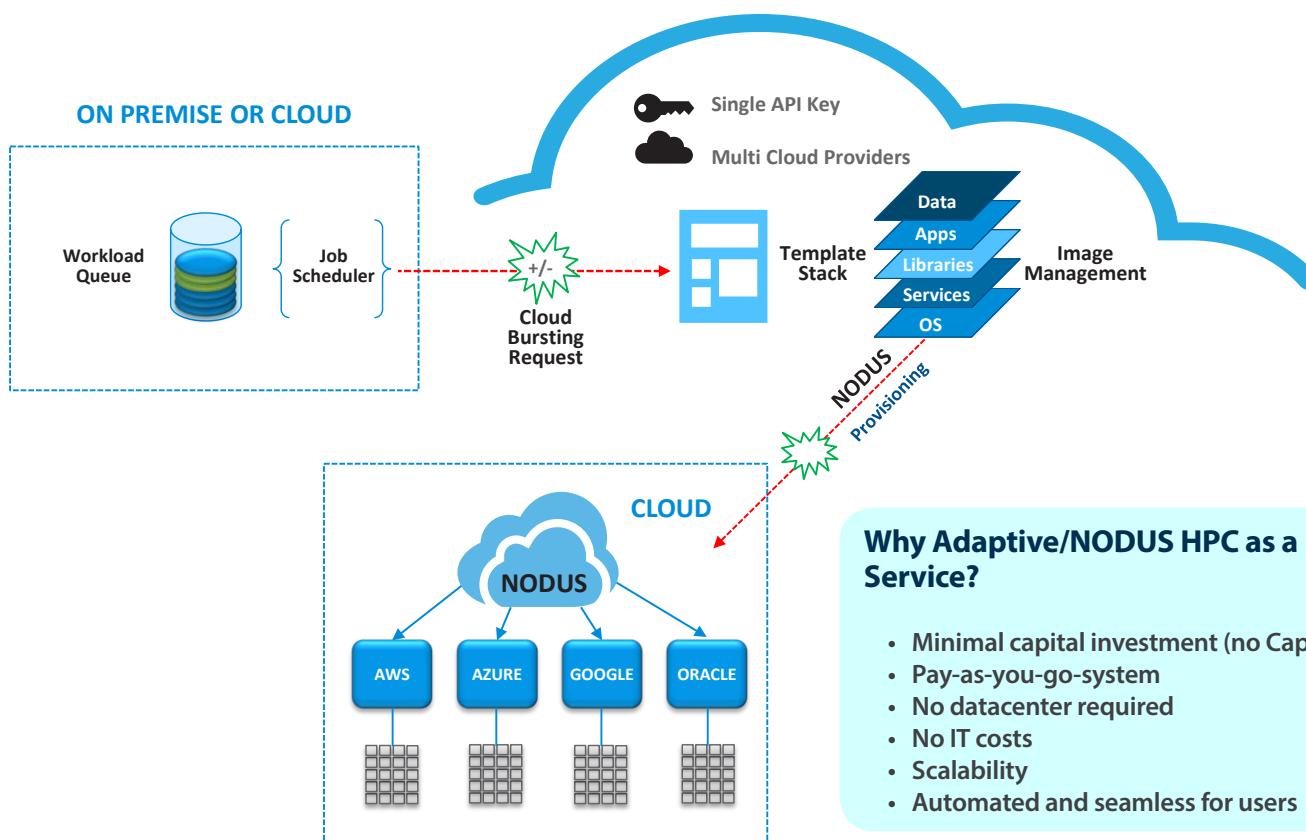 ON PREMISE OR CLOUD
Workload
Queue
Job
Scheduler
+/-
Cloud
Bursting
Request
Single API Key
Multi Cloud Providers
Template
Stack
Data
Apps
Libraries
Services
OS
Image
Management
NODUS
Provisioning
CLOUD
NODUS
AWS
AZURE
GOOGLE
ORACLE
Why Adaptive/NODUS HPC as a
Service?
• Minimal capital investment (no Cap
• Pay-as-you-go-system
• No datacenter required
• No IT costs
• Scalability
• Automated and seamless for users